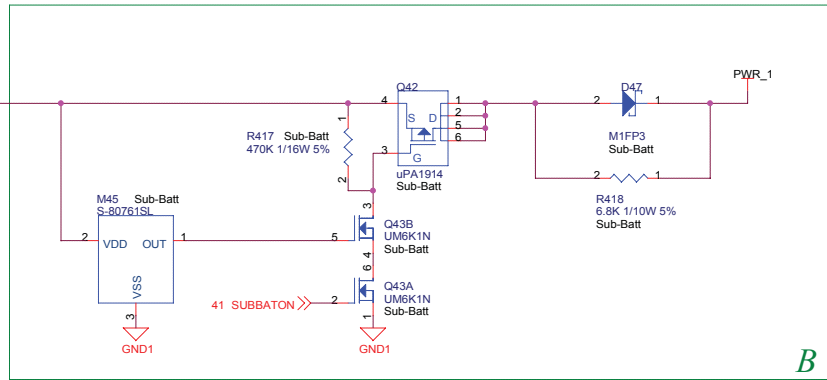 Q42
D47
PWR_1
4
1
2
5
6
S
D
G
3
2
1
R417 Sub-Batt
470K 1/16W 5%
1
2
uPA1914
Sub-Batt
M1FP3
Sub-Batt
2
1
R418
6.8K 1/10W 5%
Sub-Batt
M45 Sub-Batt
S-80761SL
2
VDD
OUT
1
VSS
3
GND1
3
5
Q43B
UM6K1N
Sub-Batt
4
6
41 SUBBATON
2
Q43A
UM6K1N
Sub-Batt
1
GND1
B